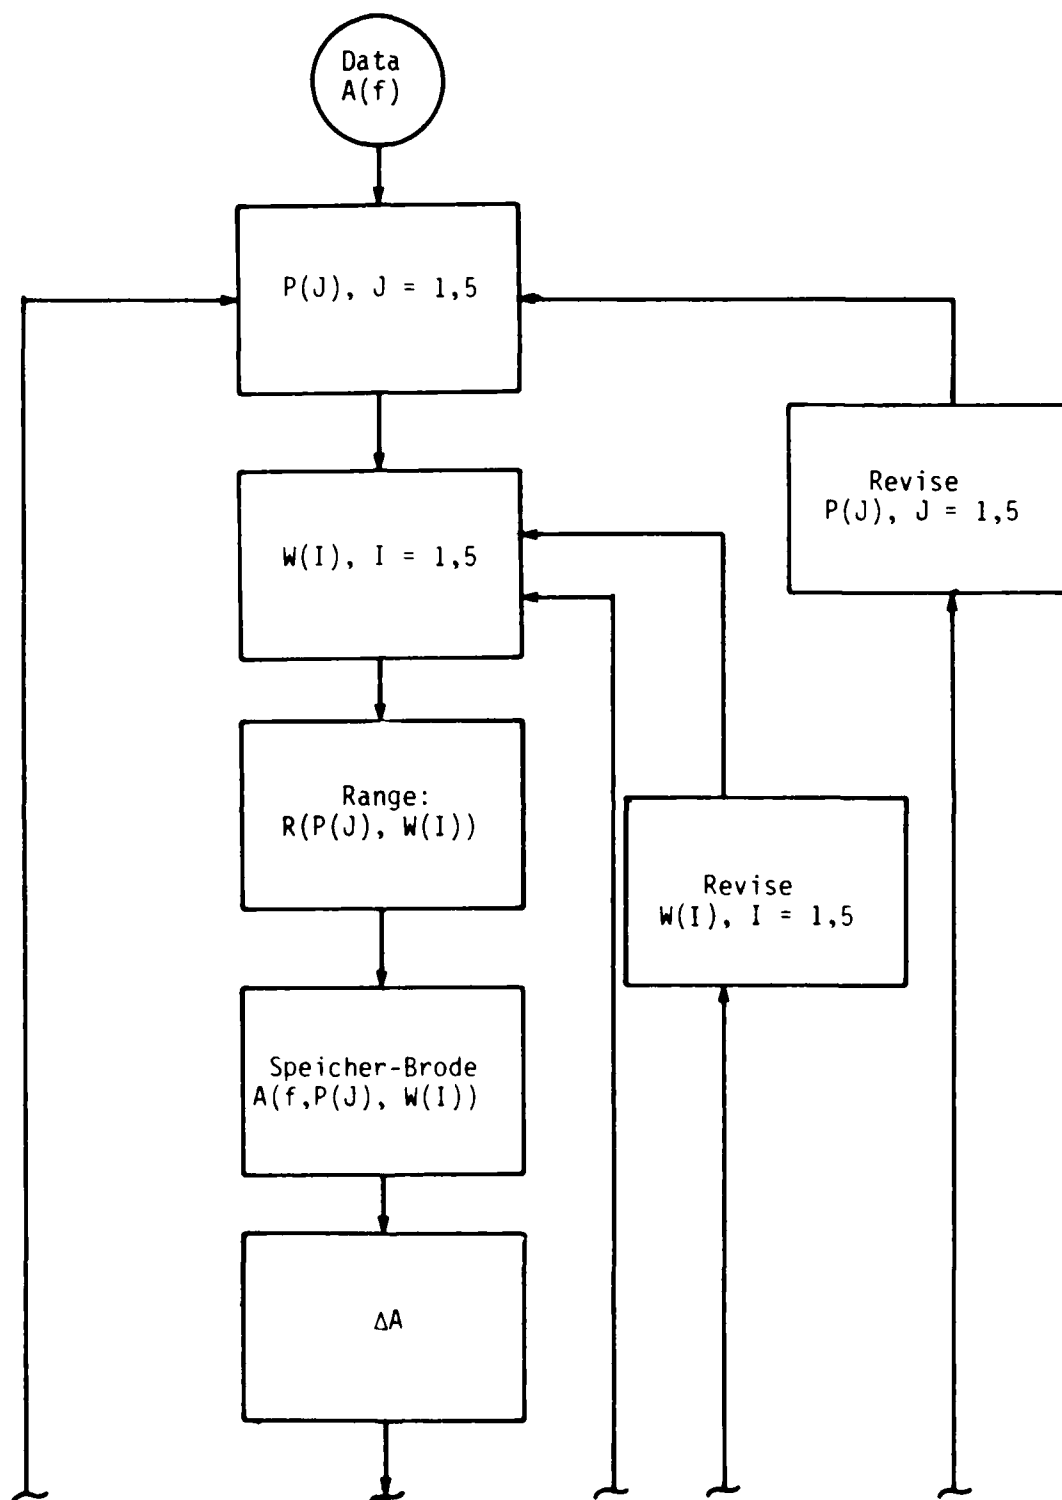 Data
A(f)
P(J), J = 1,5
Revise
P(J), J = 1,5
W(I), I = 1,5
Range:
R(P(J), W(I))
Revise
W(I), I = 1,5
Speicher-Brode
A(f,P(J), W(I))
ΔA